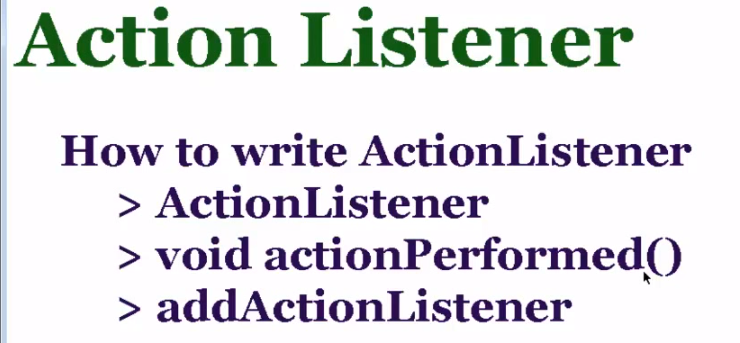 Action Listener
How to write ActionListener
> ActionListener
> void actionPerformed()
> addActionListener